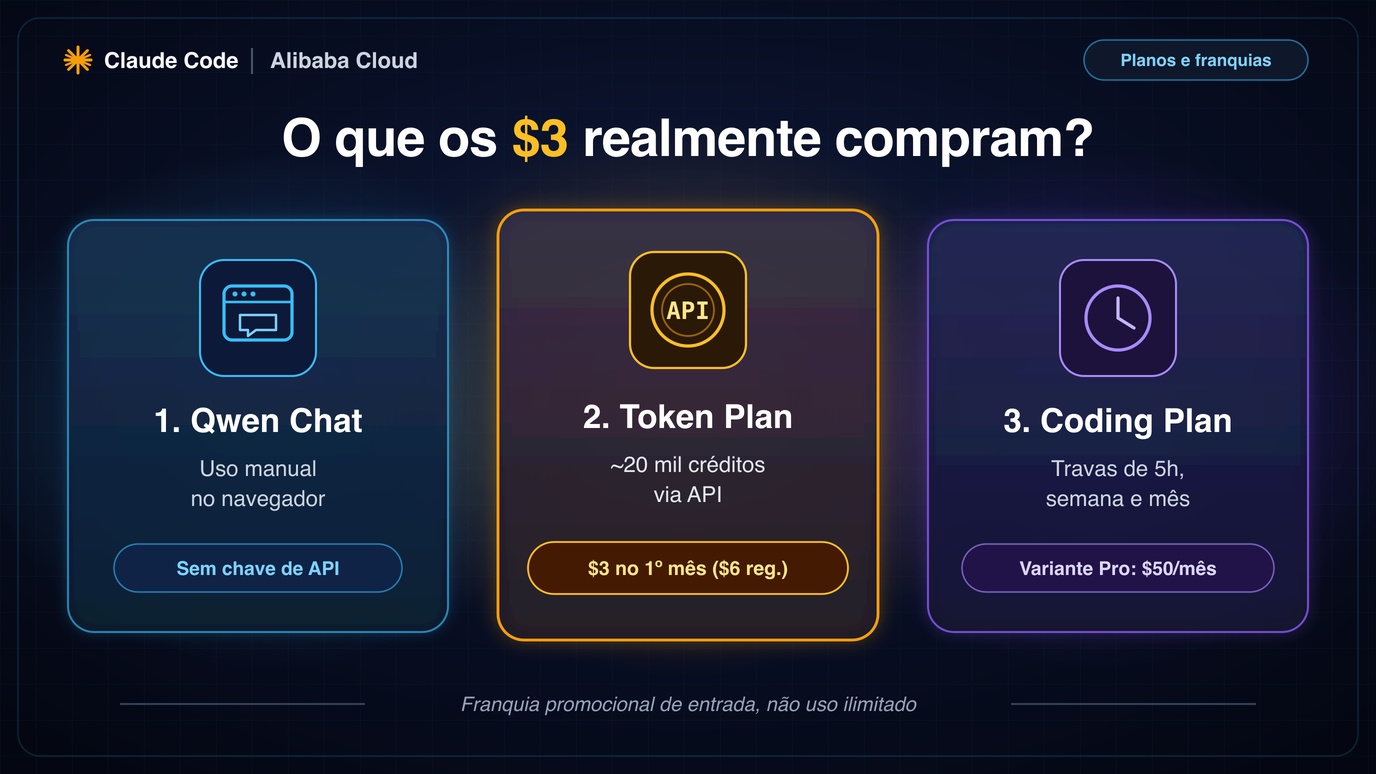 Claude Code | Alibaba Cloud
Planos e franquias
O que os $3 realmente compram?
1. Qwen Chat
Uso manual
no navegador
Sem chave de API
API
2. Token Plan
~20 mil créditos
via API
$3 no 1º mês ($6 reg.)
3. Coding Plan
Travas de 5h,
semana e mês
Variante Pro: $50/mês
Franquia promocional de entrada, não uso ilimitado